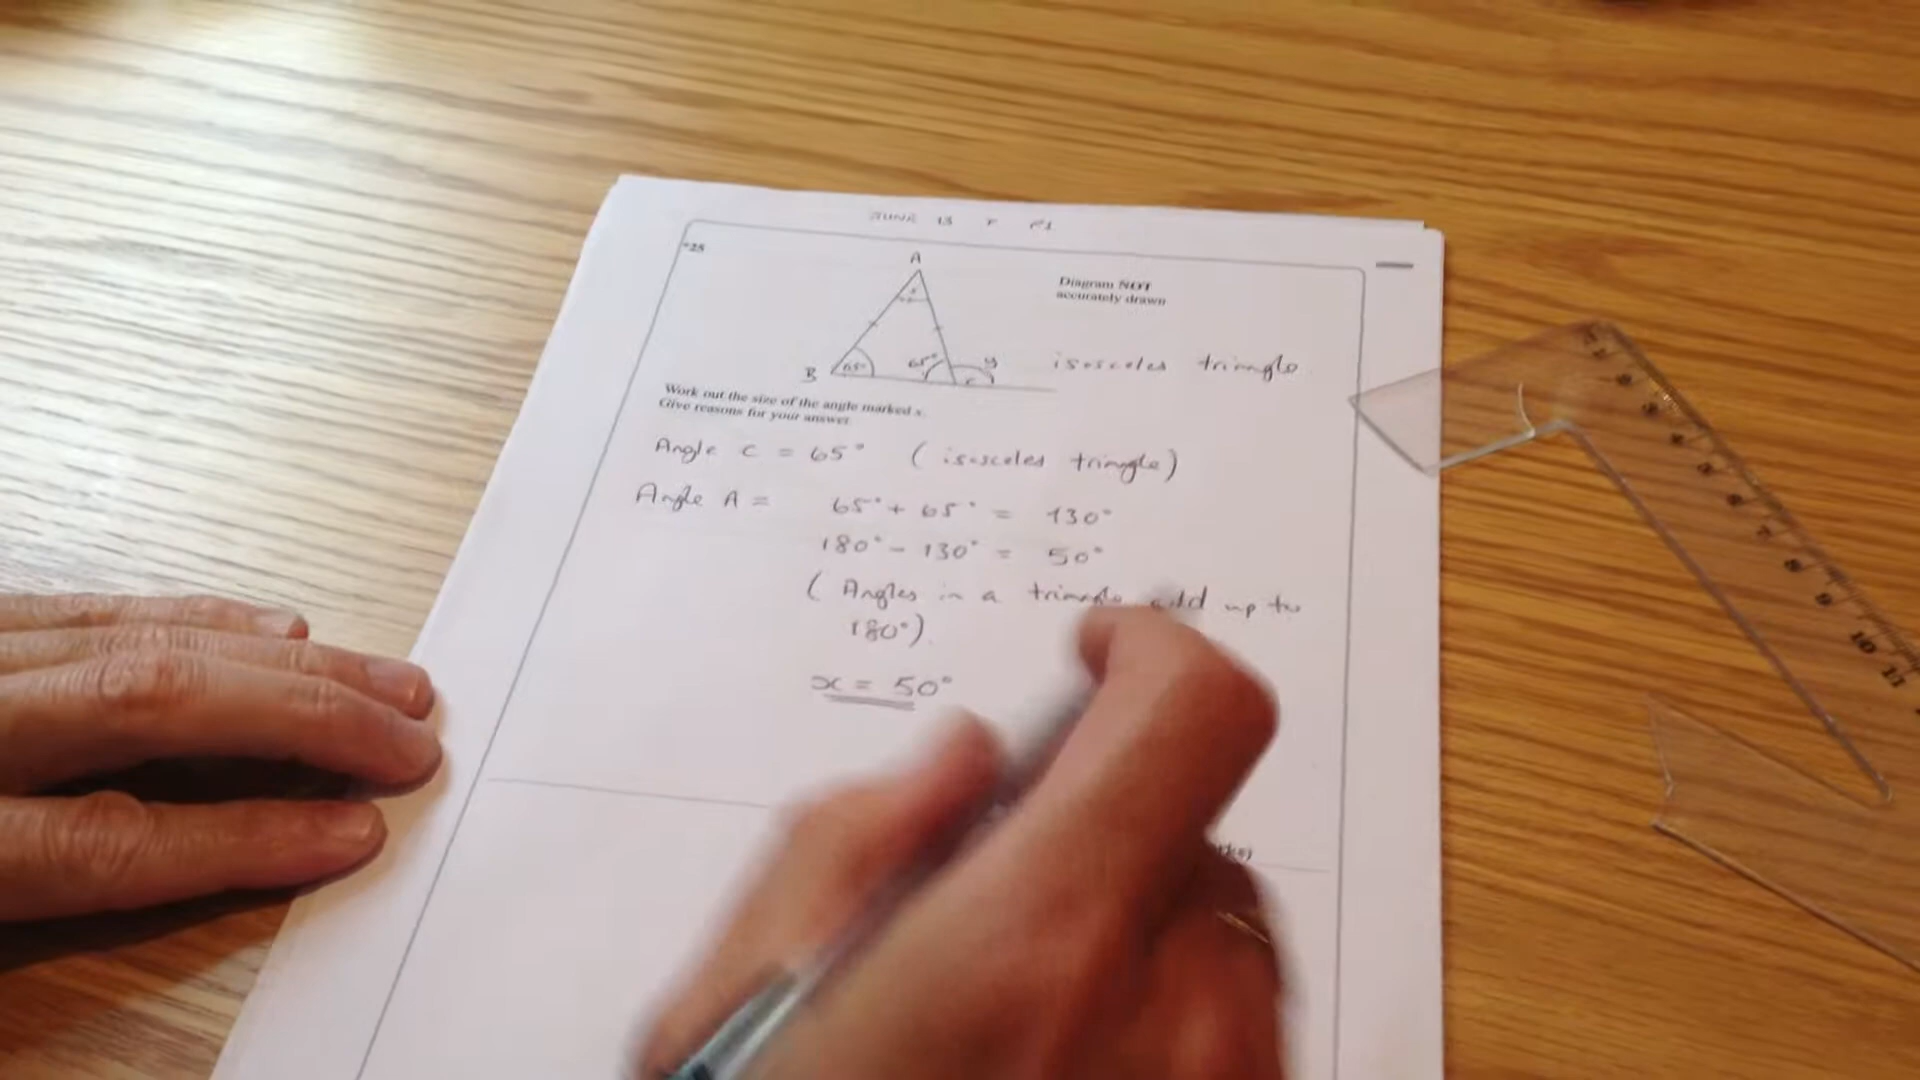 JUNE 13 F P1
*25
A
x
Diagram NOT
accurately drawn
B 65° 65° y
c
isosceles triangle
Work out the size of the angle marked x.
Give reasons for your answer.
Angle C = 65° (isosceles triangle)
Angle A = 65° + 65° = 130°
180° - 130° = 50°
(Angles in a triangle add up to
180°).
x = 50°